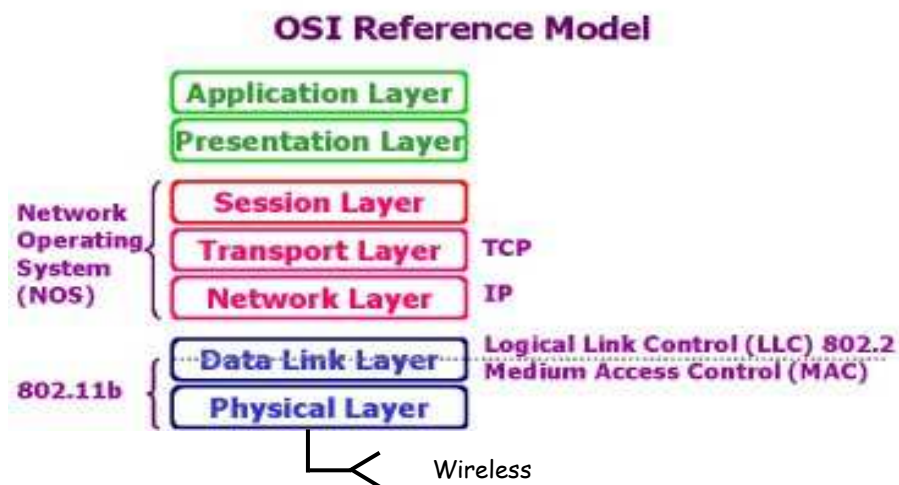 OSI Reference Model
Application Layer
Presentation Layer
Session Layer
Transport Layer
Network Layer
Network
Operating
System
(NOS)
TCP
IP
Data Link Layer
Physical Layer
802.11b
Logical Link Control (LLC) 802.2
Medium Access Control (MAC)
Wireless